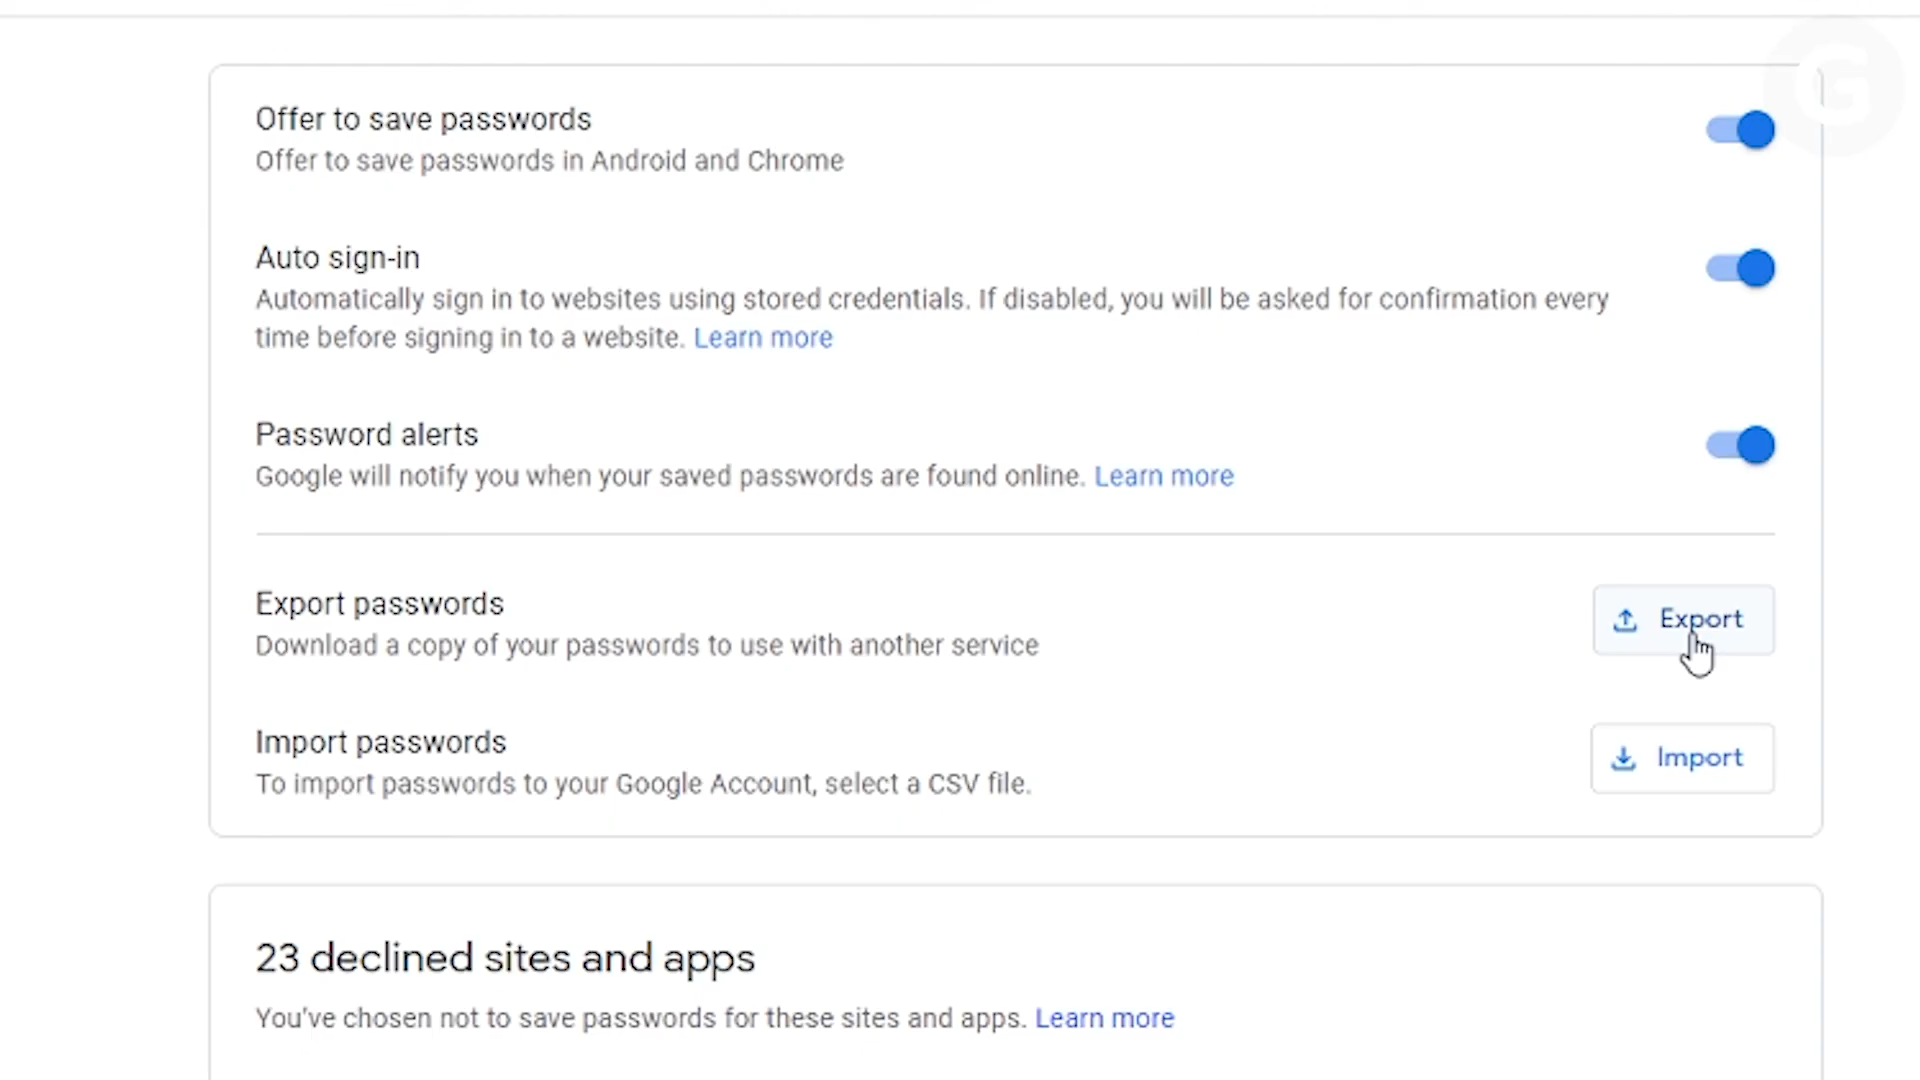 Offer to save passwords
Offer to save passwords in Android and Chrome
Auto sign-in
Automatically sign in to websites using stored credentials. If disabled, you will be asked for confirmation every
time before signing in to a website. Learn more
Password alerts
Google will notify you when your saved passwords are found online. Learn more
Export passwords
Download a copy of your passwords to use with another service
Export
Import passwords
To import passwords to your Google Account, select a CSV file.
Import
23 declined sites and apps
You've chosen not to save passwords for these sites and apps. Learn more
G